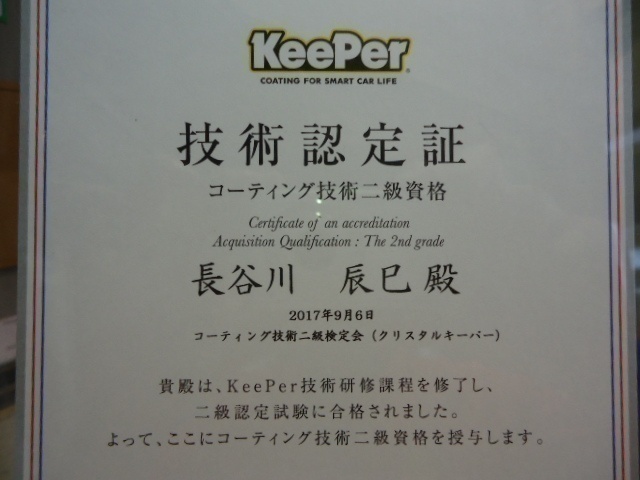 KeePer
COATING FOR SMART CAR LIFE
技術認定証
コーティング技術二級資格
Certificate of an accreditation
Acquisition Qualification : The 2nd grade
長谷川 辰巳 殿
2017年9月6日
コーティング技術二級検定会（クリスタルキーパー）
貴殿は、KeePer技術研修課程を修了し、
二級認定試験に合格されました。
よって、ここにコーティング技術二級資格を授与します。